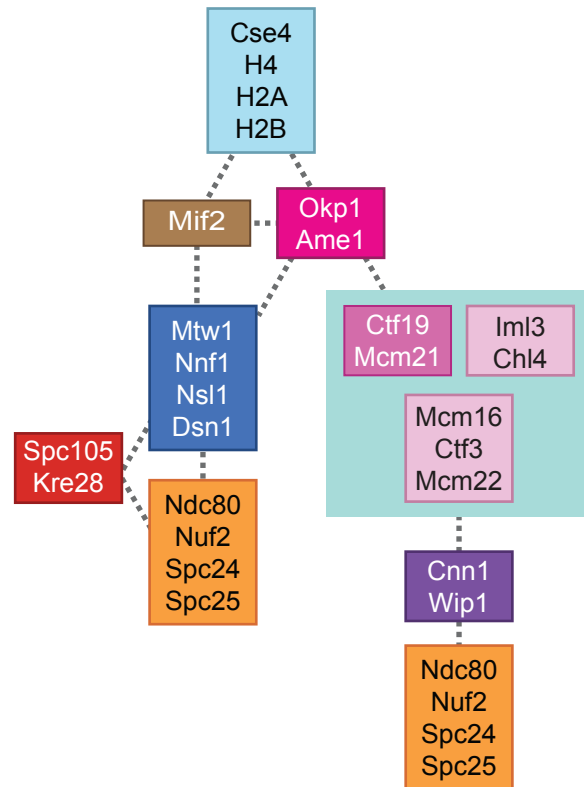 Cse4
H4
H2A
H2B
Mif2
Okp1
Ame1
Mtw1
Nnf1
Nsl1
Dsn1
Ctf19
Mcm21
Iml3
Chl4
Mcm16
Ctf3
Mcm22
Spc105
Kre28
Ndc80
Nuf2
Spc24
Spc25
Cnn1
Wip1
Ndc80
Nuf2
Spc24
Spc25